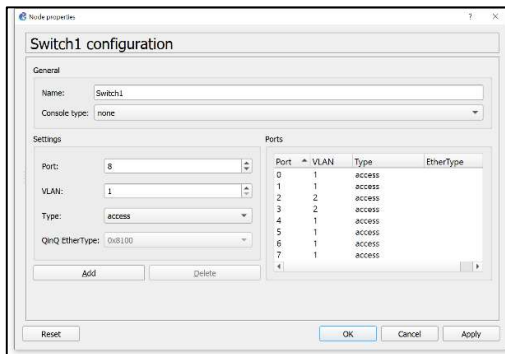 Node properties ? ×
Switch1 configuration
General
Name: Switch1
Console type: none
Settings
Port: 8
VLAN: 1
Type: access
QinQ EtherType: 0x8100
Add Delete
Ports
Port VLAN Type EtherType
0 1 access
1 1 access
2 2 access
3 2 access
4 1 access
5 1 access
6 1 access
7 1 access
Reset OK Cancel Apply